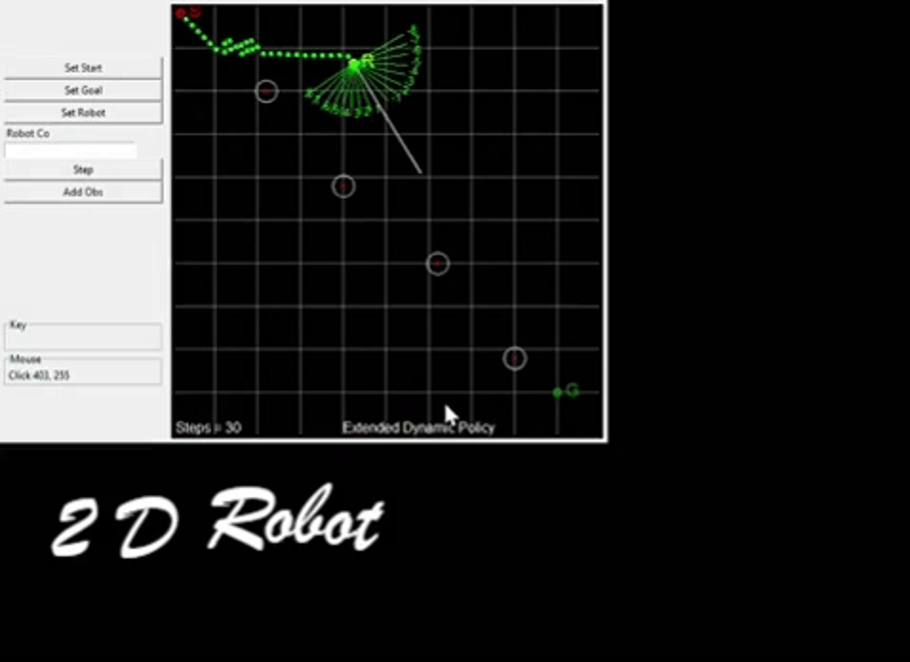 S
R
Set Start
Set Goal
Set Robot
Robot Co
Step
Add Obs
Key
Mouse
Click 403, 255
G
Steps = 30
Extended Dynamic Policy
2 D Robot